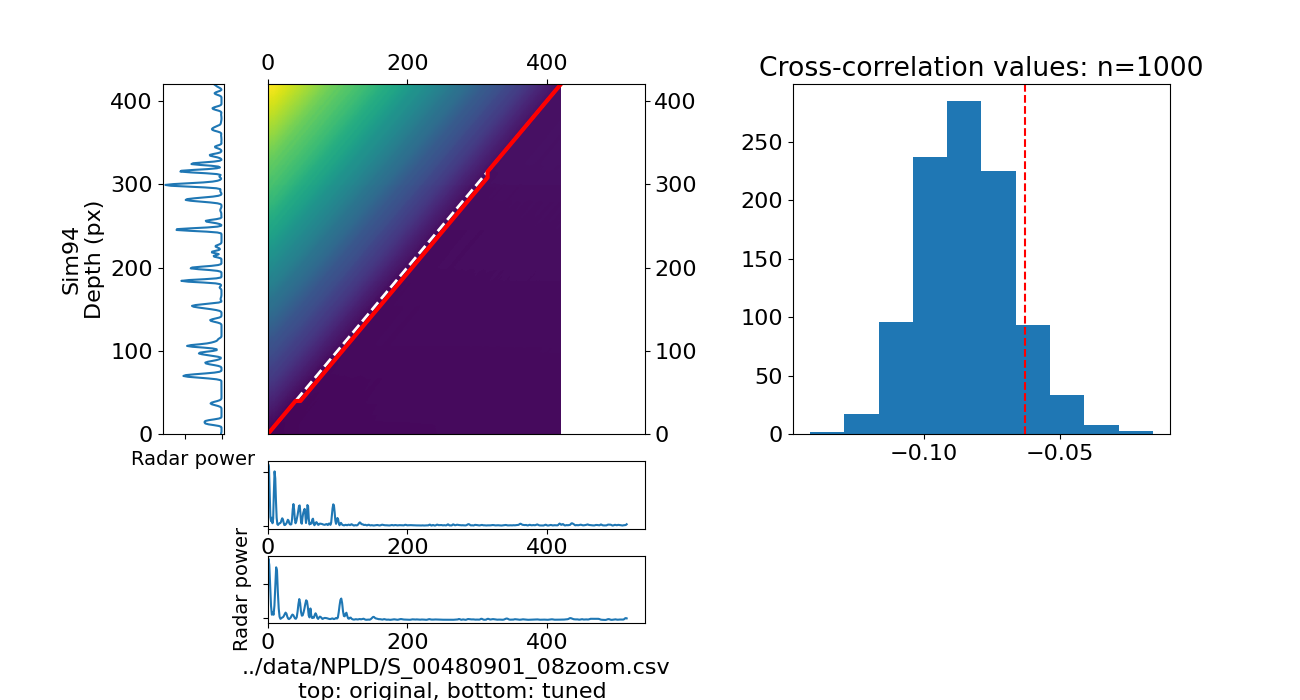 0 200 400
Cross-correlation values: n=1000
400 300 200 100 0
Sim94
Depth (px)
400 300 200 100 0
250 200 150 100 50 0
−0.10 −0.05
Radar power
0 200 400
Radar power
0 200 400
../data/NPLD/S_00480901_08zoom.csv
top: original, bottom: tuned